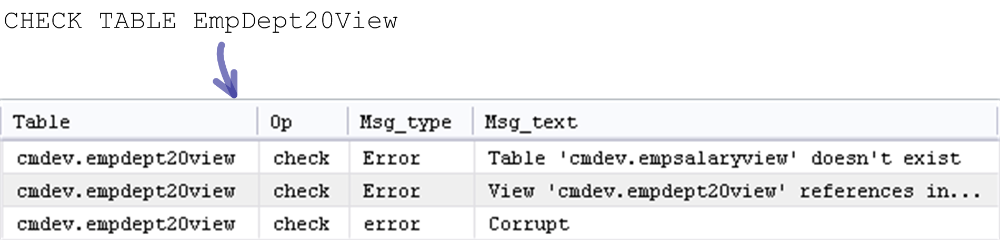 CHECK TABLE EmpDept20View
Table Op Msg_type Msg_text
cmdev.empdept20view check Error Table 'cmdev.empsalaryview' doesn't exist
cmdev.empdept20view check Error View 'cmdev.empdept20view' references in...
cmdev.empdept20view check error Corrupt